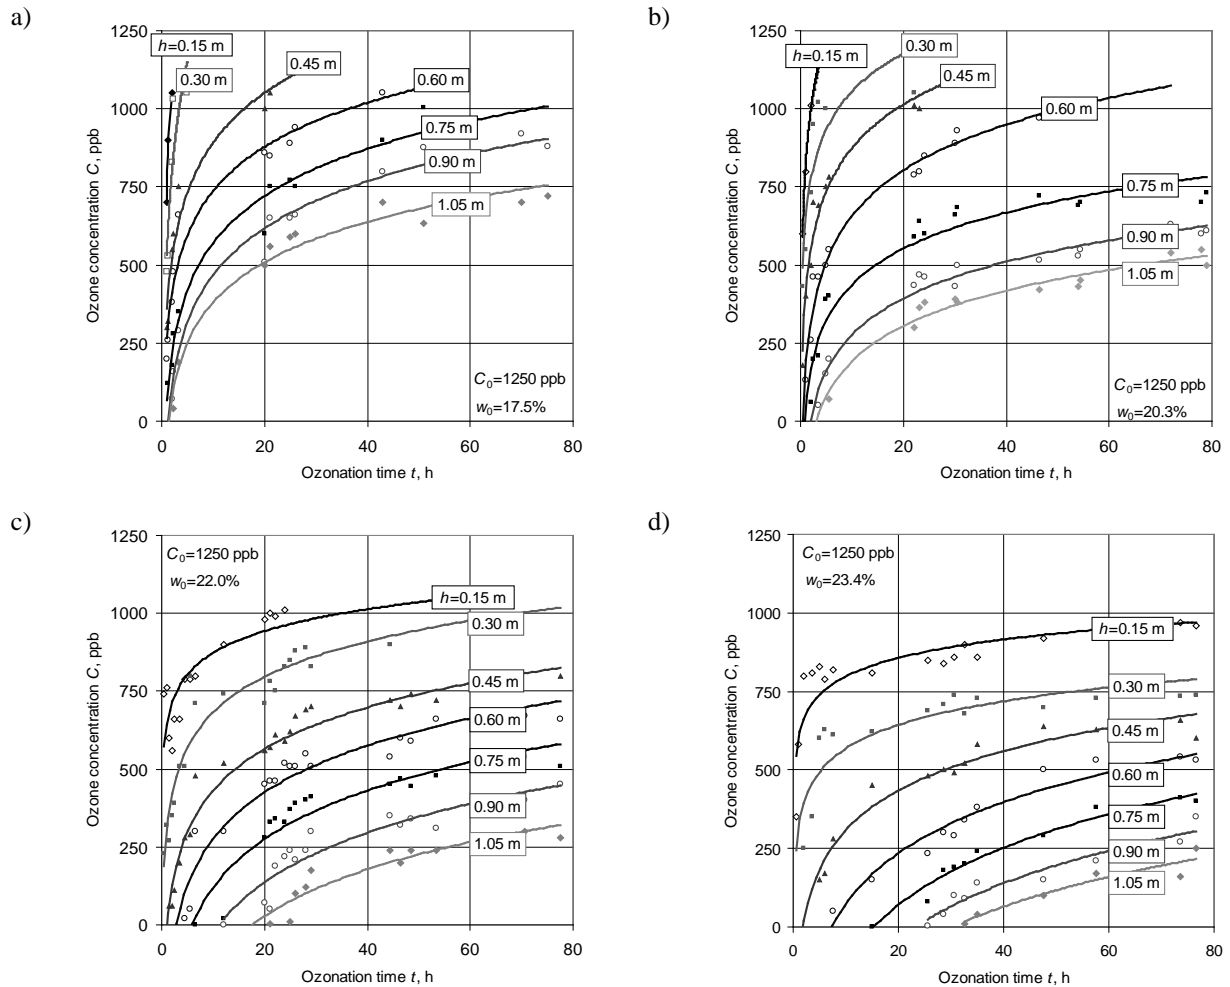 a)
1250
1000
750
500
250
0
Ozone concentration C, ppb
h=0.15 m
0.30 m
0.45 m
0.60 m
0.75 m
0.90 m
1.05 m
C0=1250 ppb
w0=17.5%
0 20 40 60 80
Ozonation time t, h
b)
1250
1000
750
500
250
0
Ozone concentration C, ppb
h=0.15 m
0.30 m
0.45 m
0.60 m
0.75 m
0.90 m
1.05 m
C0=1250 ppb
w0=20.3%
0 20 40 60 80
Ozonation time t, h
c)
1250
1000
750
500
250
0
Ozone concentration C, ppb
C0=1250 ppb
w0=22.0%
h=0.15 m
0.30 m
0.45 m
0.60 m
0.75 m
0.90 m
1.05 m
0 20 40 60 80
Ozonation time t, h
d)
1250
1000
750
500
250
0
Ozone concentration C, ppb
C0=1250 ppb
w0=23.4%
h=0.15 m
0.30 m
0.45 m
0.60 m
0.75 m
0.90 m
1.05 m
0 20 40 60 80
Ozonation time t, h